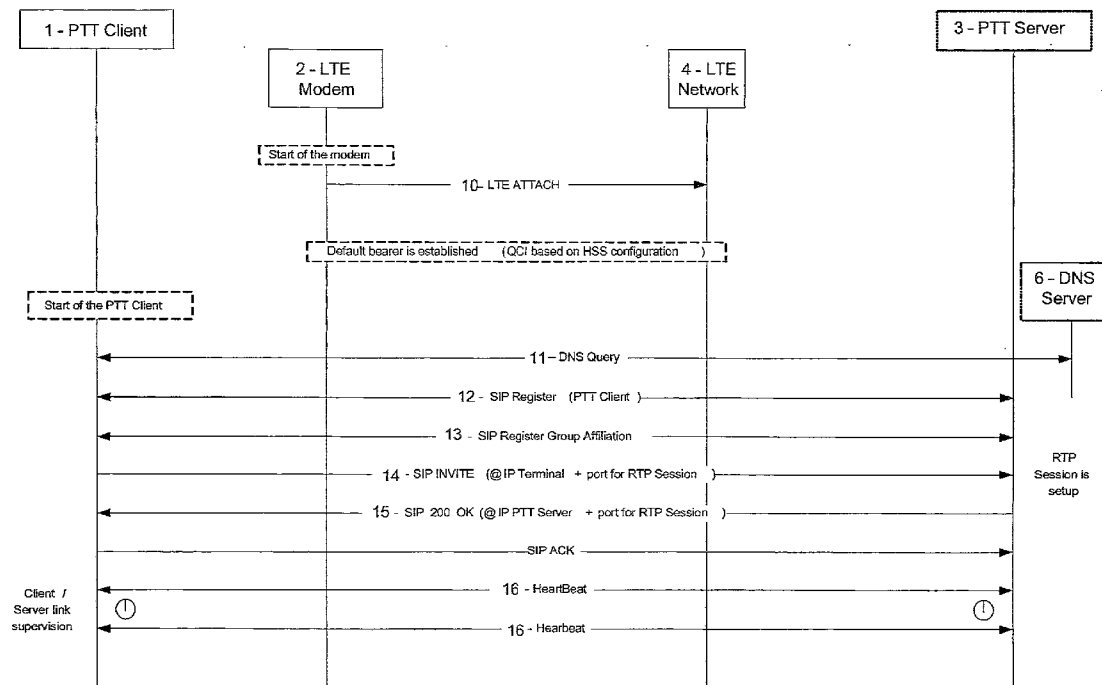 1 - PTT Client
3 - PTT Server
2 - LTE
Modem
4 - LTE
Network
Start of the modem
10- LTE ATTACH
Default bearer is established (QCI based on HSS configuration )
6 - DNS
Server
Start of the PTT Client
11- DNS Query
12 - SIP Register (PTT Client )
13 - SIP Register Group Affiliation
14 - SIP INVITE (@IP Terminal + port for RTP Session )
RTP
Session is
setup
15 - SIP 200 OK (@IP PTT Server + port for RTP Session )
SIP ACK
16 - HeartBeat
Client /
Server link
supervision
16 - Hearbeat